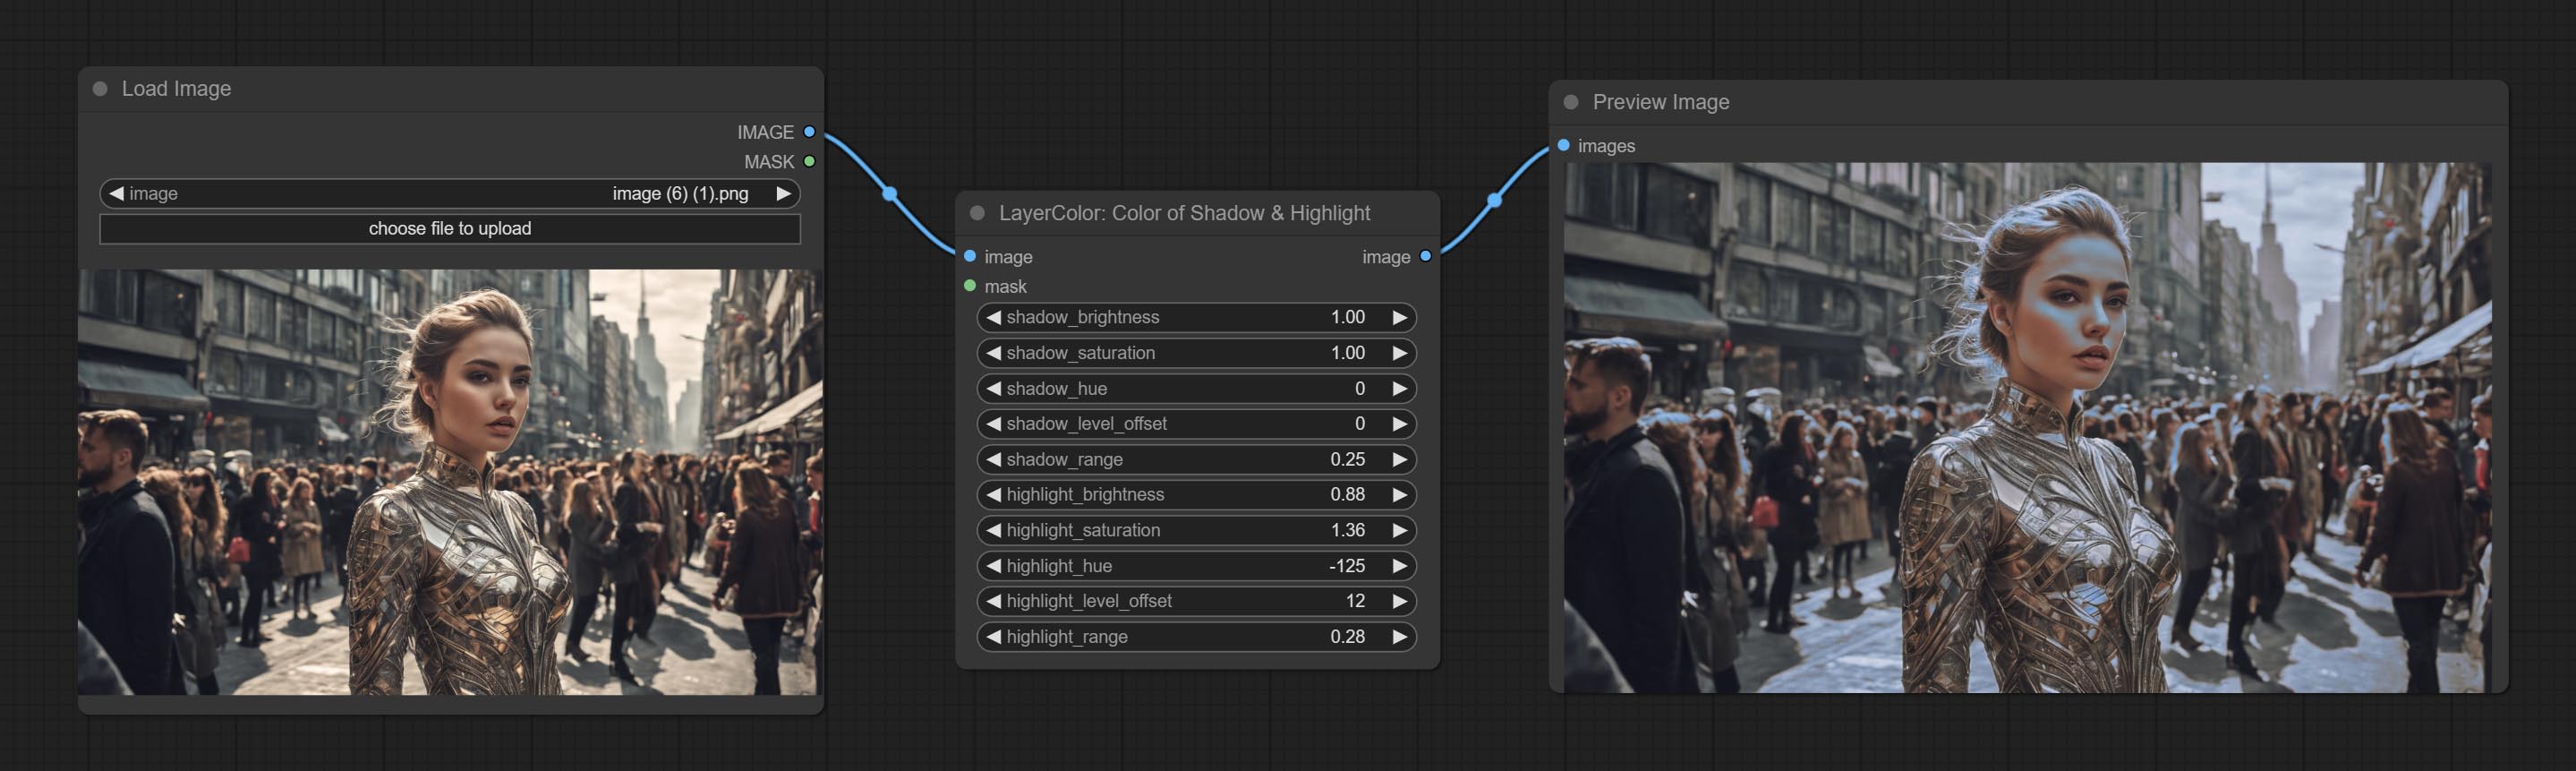 Load Image
IMAGE
MASK
image image (6) (1).png
choose file to upload
LayerColor: Color of Shadow & Highlight
image image
mask
shadow_brightness 1.00
shadow_saturation 1.00
shadow_hue 0
shadow_level_offset 0
shadow_range 0.25
highlight_brightness 0.88
highlight_saturation 1.36
highlight_hue -125
highlight_level_offset 12
highlight_range 0.28
Preview Image
images